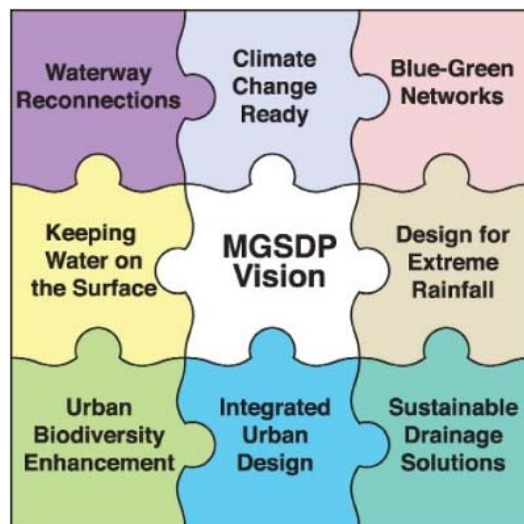 Waterway
Reconnections
Climate
Change
Ready
Blue-Green
Networks
Keeping
Water on
the Surface
MGSDP
Vision
Design for
Extreme
Rainfall
Urban
Biodiversity
Enhancement
Integrated
Urban
Design
Sustainable
Drainage
Solutions